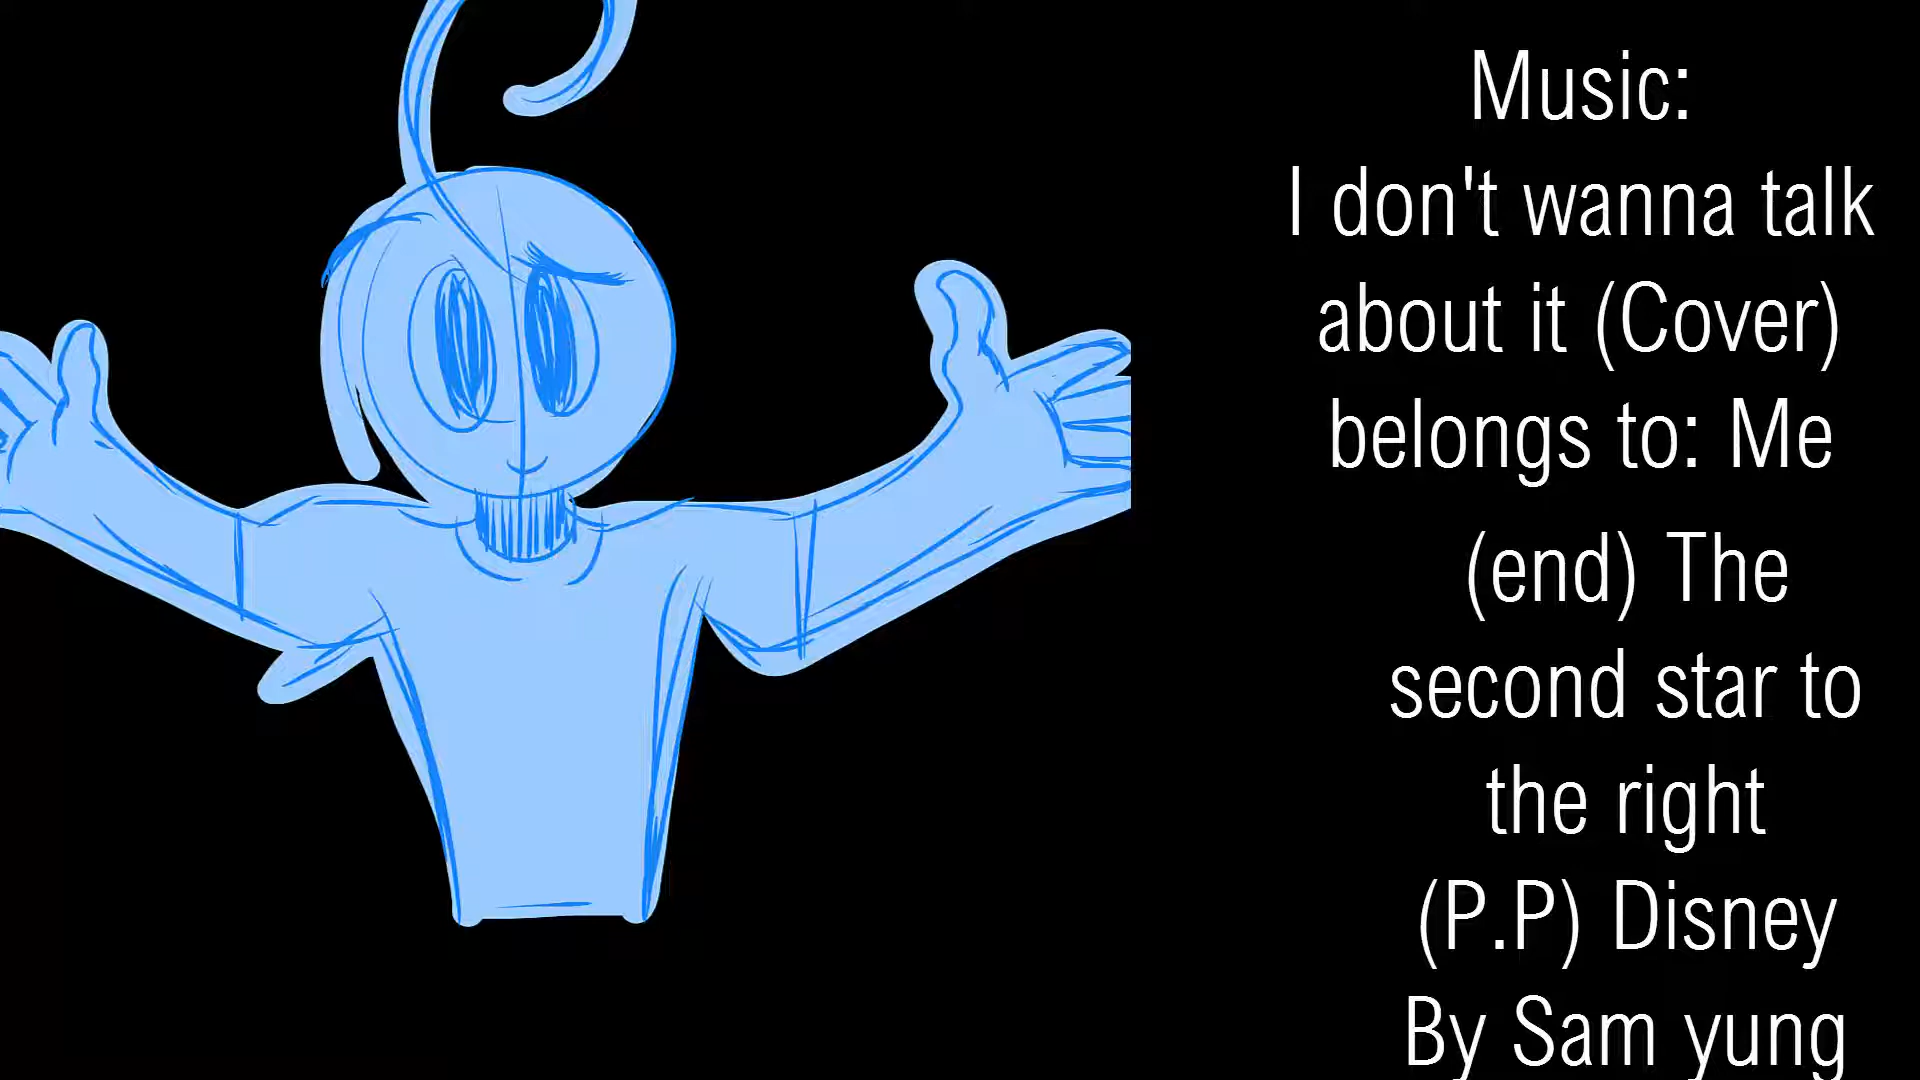 Music:
I don't wanna talk
about it (Cover)
belongs to: Me
(end) The
second star to
the right
(P.P) Disney
By Sam yung